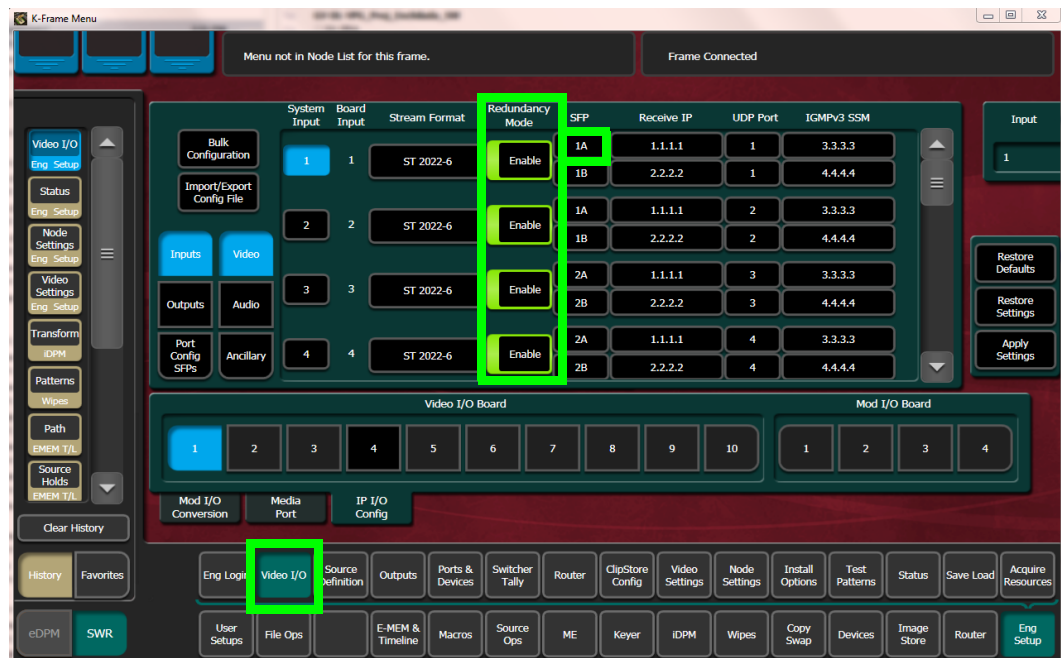 K-Frame Menu
Menu not in Node List for this frame.
Frame Connected
Video I/O
Eng Setup
Status
Eng Setup
Node
Settings
Eng Setup
Video
Settings
Eng Setup
Transform
iDPM
Patterns
Wipes
Path
EMEM T/L
Source
Holds
EMEM T/L
Clear History
History
Favorites
eDPM
SWR
Bulk
Configuration
Import/Export
Config File
Inputs
Video
Outputs
Audio
Port
Config
SFPs
Ancillary
System
Input
Board
Input
Stream Format
Redundancy
Mode
SFP
Receive IP
UDP Port
IGMPv3 SSM
1 1 ST 2022-6 Enable
1A 1.1.1.1 1 3.3.3.3
1B 2.2.2.2 1 4.4.4.4
2 2 ST 2022-6 Enable
1A 1.1.1.1 2 3.3.3.3
1B 2.2.2.2 2 4.4.4.4
3 3 ST 2022-6 Enable
2A 1.1.1.1 3 3.3.3.3
2B 2.2.2.2 3 4.4.4.4
4 4 ST 2022-6 Enable
2A 1.1.1.1 4 3.3.3.3
2B 2.2.2.2 4 4.4.4.4
Input
1
Restore
Defaults
Restore
Settings
Apply
Settings
Video I/O Board
1 2 3 4 5 6 7 8 9 10
Mod I/O Board
1 2 3 4
Mod I/O
Conversion
Media
Port
IP I/O
Config
Eng Login
Video I/O
Source
Definition
Outputs
Ports &
Devices
Switcher
Tally
Router
ClipStore
Config
Video
Settings
Node
Settings
Install
Options
Test
Patterns
Status
Save Load
Acquire
Resources
User
Setups
File Ops
E-MEM &
Timeline
Macros
Source
Ops
ME
Keyer
iDPM
Wipes
Copy
Swap
Devices
Image
Store
Router
Eng
Setup